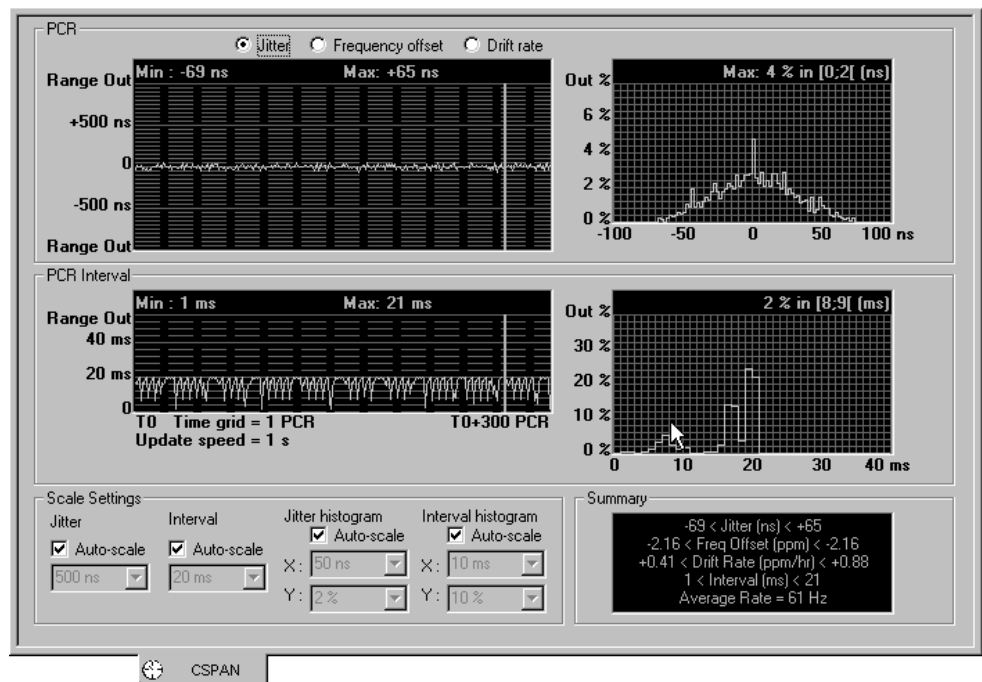 PCR
Jitter Frequency offset Drift rate
Range Out
+500 ns
0
-500 ns
Range Out
Min : -69 ns Max: +65 ns
Out %
6 %
4 %
2 %
0 %
Max: 4 % in [0;2[ (ns)
-100 -50 0 50 100 ns
PCR Interval
Range Out
40 ms
20 ms
0
Min : 1 ms Max: 21 ms
T0 Time grid = 1 PCR T0+300 PCR
Update speed = 1 s
Out %
30 %
20 %
10 %
0 %
2 % in [8;9[ (ms)
0 10 20 30 40 ms
Scale Settings
Jitter
Auto-scale
500 ns
Interval
Auto-scale
20 ms
Jitter histogram
Auto-scale
X : 50 ns
Y : 2 %
Interval histogram
Auto-scale
X : 10 ms
Y : 10 %
Summary
-69 < Jitter (ns) < +65
-2.16 < Freq Offset (ppm) < -2.16
+0.41 < Drift Rate (ppm/hr) < +0.88
1 < Interval (ms) < 21
Average Rate = 61 Hz
CSPAN